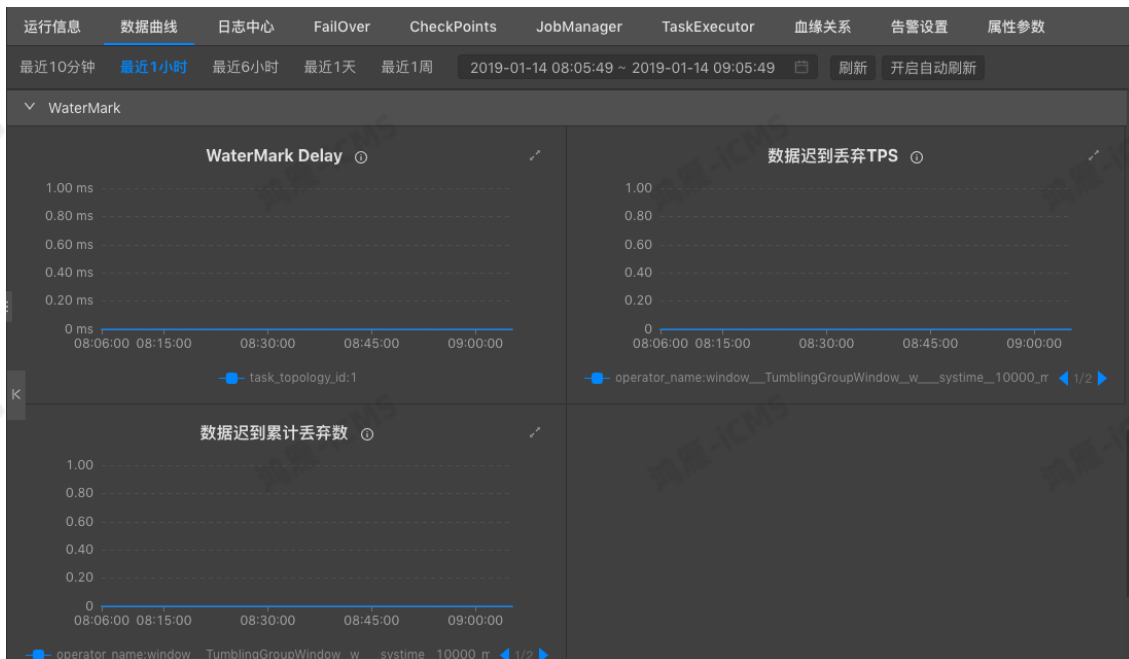 运行信息 数据曲线 日志中心 FailOver CheckPoints JobManager TaskExecutor 血缘关系 告警设置 属性参数
最近10分钟 最近1小时 最近6小时 最近1天 最近1周 2019-01-14 08:05:49 ~ 2019-01-14 09:05:49 刷新 开启自动刷新
WaterMark
WaterMark Delay
1.00 ms
0.80 ms
0.60 ms
0.40 ms
0.20 ms
0 ms
08:06:00 08:15:00 08:30:00 08:45:00 09:00:00
task_topology_id:1
数据迟到丢弃TPS
1.00
0.80
0.60
0.40
0.20
0
08:06:00 08:15:00 08:30:00 08:45:00 09:00:00
operator_name:window__TumblingGroupWindow__w___systime__10000_m 1/2
K
数据迟到累计丢弃数
1.00
0.80
0.60
0.40
0.20
0
08:06:00 08:15:00 08:30:00 08:45:00 09:00:00
operator_name:window__TumblingGroupWindow__w___systime__10000_m 1/2
鸿雁-iCMS